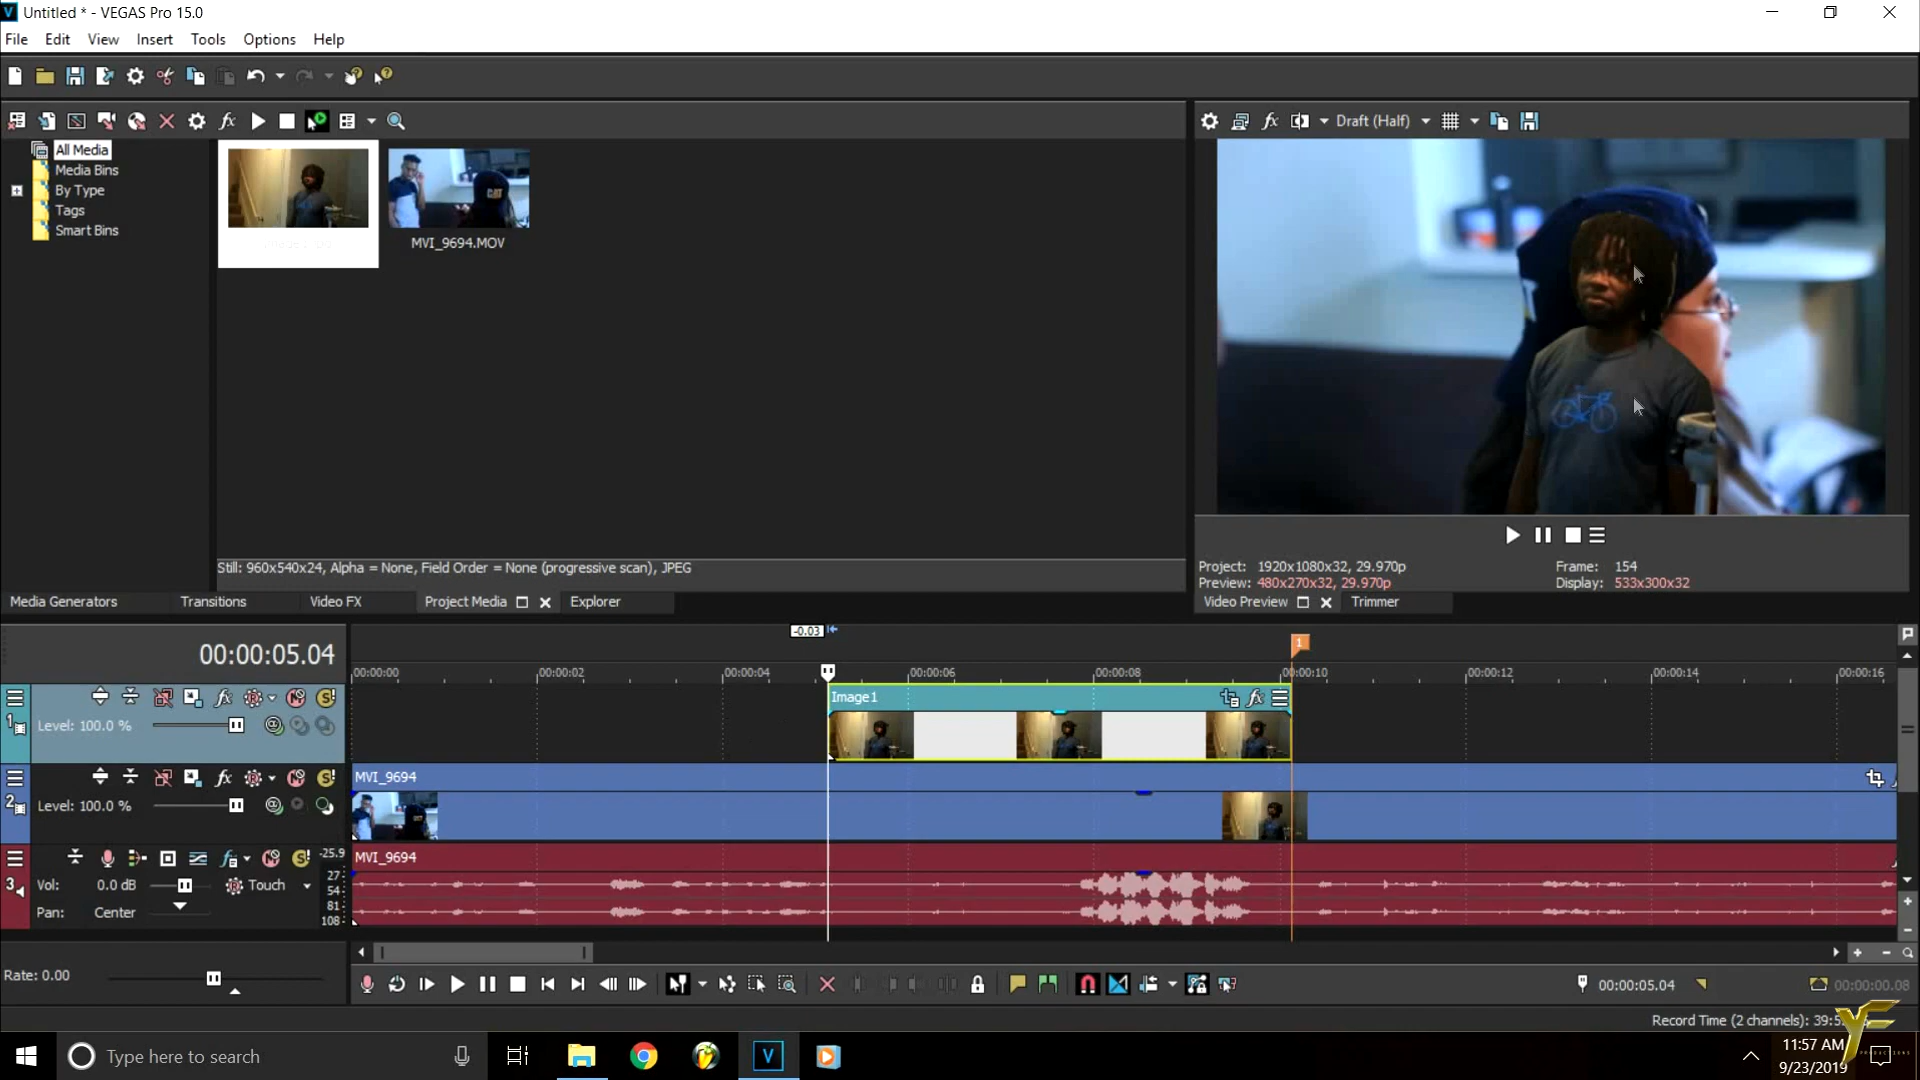 Untitled * - VEGAS Pro 15.0
File Edit View Insert Tools Options Help
Draft (Half)
All Media
Media Bins
By Type
Tags
Smart Bins
CAT
MVI_9694.MOV
Still: 960x540x24, Alpha = None, Field Order = None (progressive scan), JPEG
Project: 1920x1080x32, 29.970p
Frame: 154
Preview: 480x270x32, 29.970p
Display: 533x300x32
Media Generators Transitions Video FX Project Media Explorer
Video Preview Trimmer
-0.03
1
00:00:05.04
00:00:00 00:00:02 00:00:04 00:00:06 00:00:08 00:00:10 00:00:12 00:00:14 00:00:16
1
Level: 100.0 %
Image1
2
Level: 100.0 %
MVI_9694
3
Vol: 0.0 dB Touch
Pan: Center
-25.9
27
54
81
108
MVI_9694
Rate: 0.00
00:00:05.04
00:00:00.08
Record Time (2 channels):
Type here to search
V
11:57 AM
9/23/2019